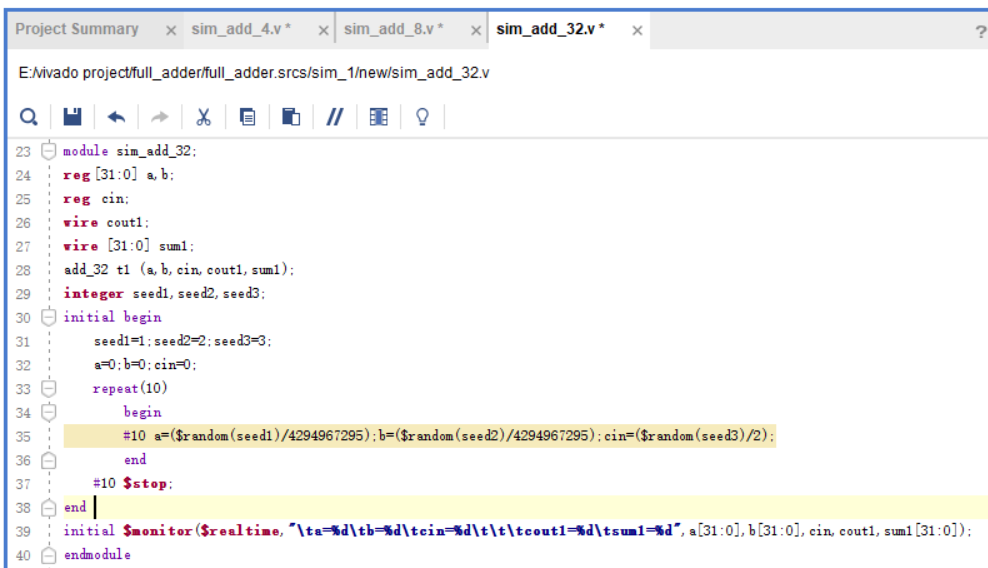 Project Summary × sim_add_4.v * × sim_add_8.v * × sim_add_32.v * × ?
E:/vivado project/full_adder/full_adder.srcs/sim_1/new/sim_add_32.v
23 module sim_add_32;
24 reg [31:0] a,b;
25 reg cin;
26 wire cout1;
27 wire [31:0] sum1;
28 add_32 t1 (a,b,cin,cout1,sum1);
29 integer seed1,seed2,seed3;
30 initial begin
31 seed1=1;seed2=2;seed3=3;
32 a=0;b=0;cin=0;
33 repeat(10)
34 begin
35 #10 a=($random(seed1)/4294967295);b=($random(seed2)/4294967295);cin=($random(seed3)/2);
36 end
37 #10 $stop;
38 end
39 initial $monitor($realtime,"\ta=%d\tb=%d\tcin=%d\t\t\tcout1=%d\tsum1=%d",a[31:0],b[31:0],cin,cout1,sum1[31:0]);
40 endmodule